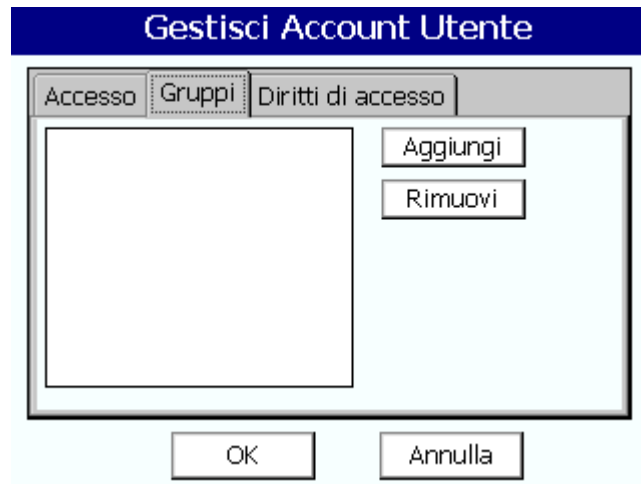 Gestisci Account Utente
Accesso Gruppi Diritti di accesso
Aggiungi
Rimuovi
OK Annulla